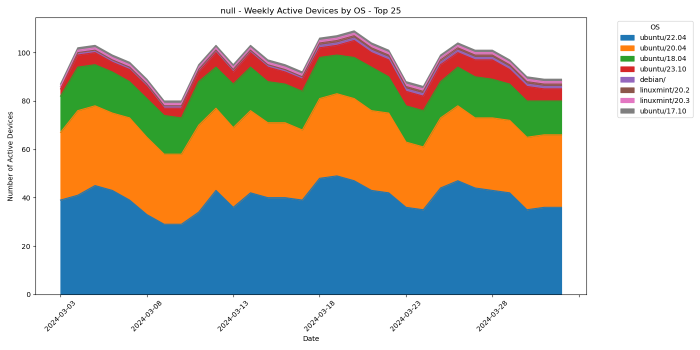 null - Weekly Active Devices by OS - Top 25
OS
ubuntu/22.04
ubuntu/20.04
ubuntu/18.04
ubuntu/23.10
debian/
linuxmint/20.2
linuxmint/20.3
ubuntu/17.10
Number of Active Devices
100
80
60
40
20
0
2024-03-03
2024-03-08
2024-03-13
2024-03-18
2024-03-23
2024-03-28
Date